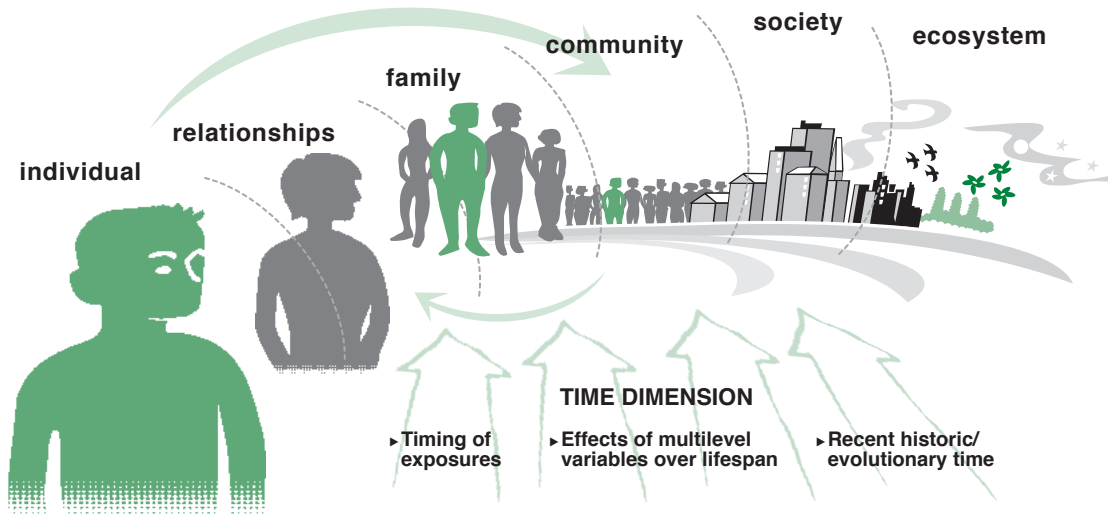 individual
relationships
family
community
society
ecosystem
TIME DIMENSION
▸Timing of
exposures
▸Effects of multilevel
variables over lifespan
▸Recent historic/
evolutionary time